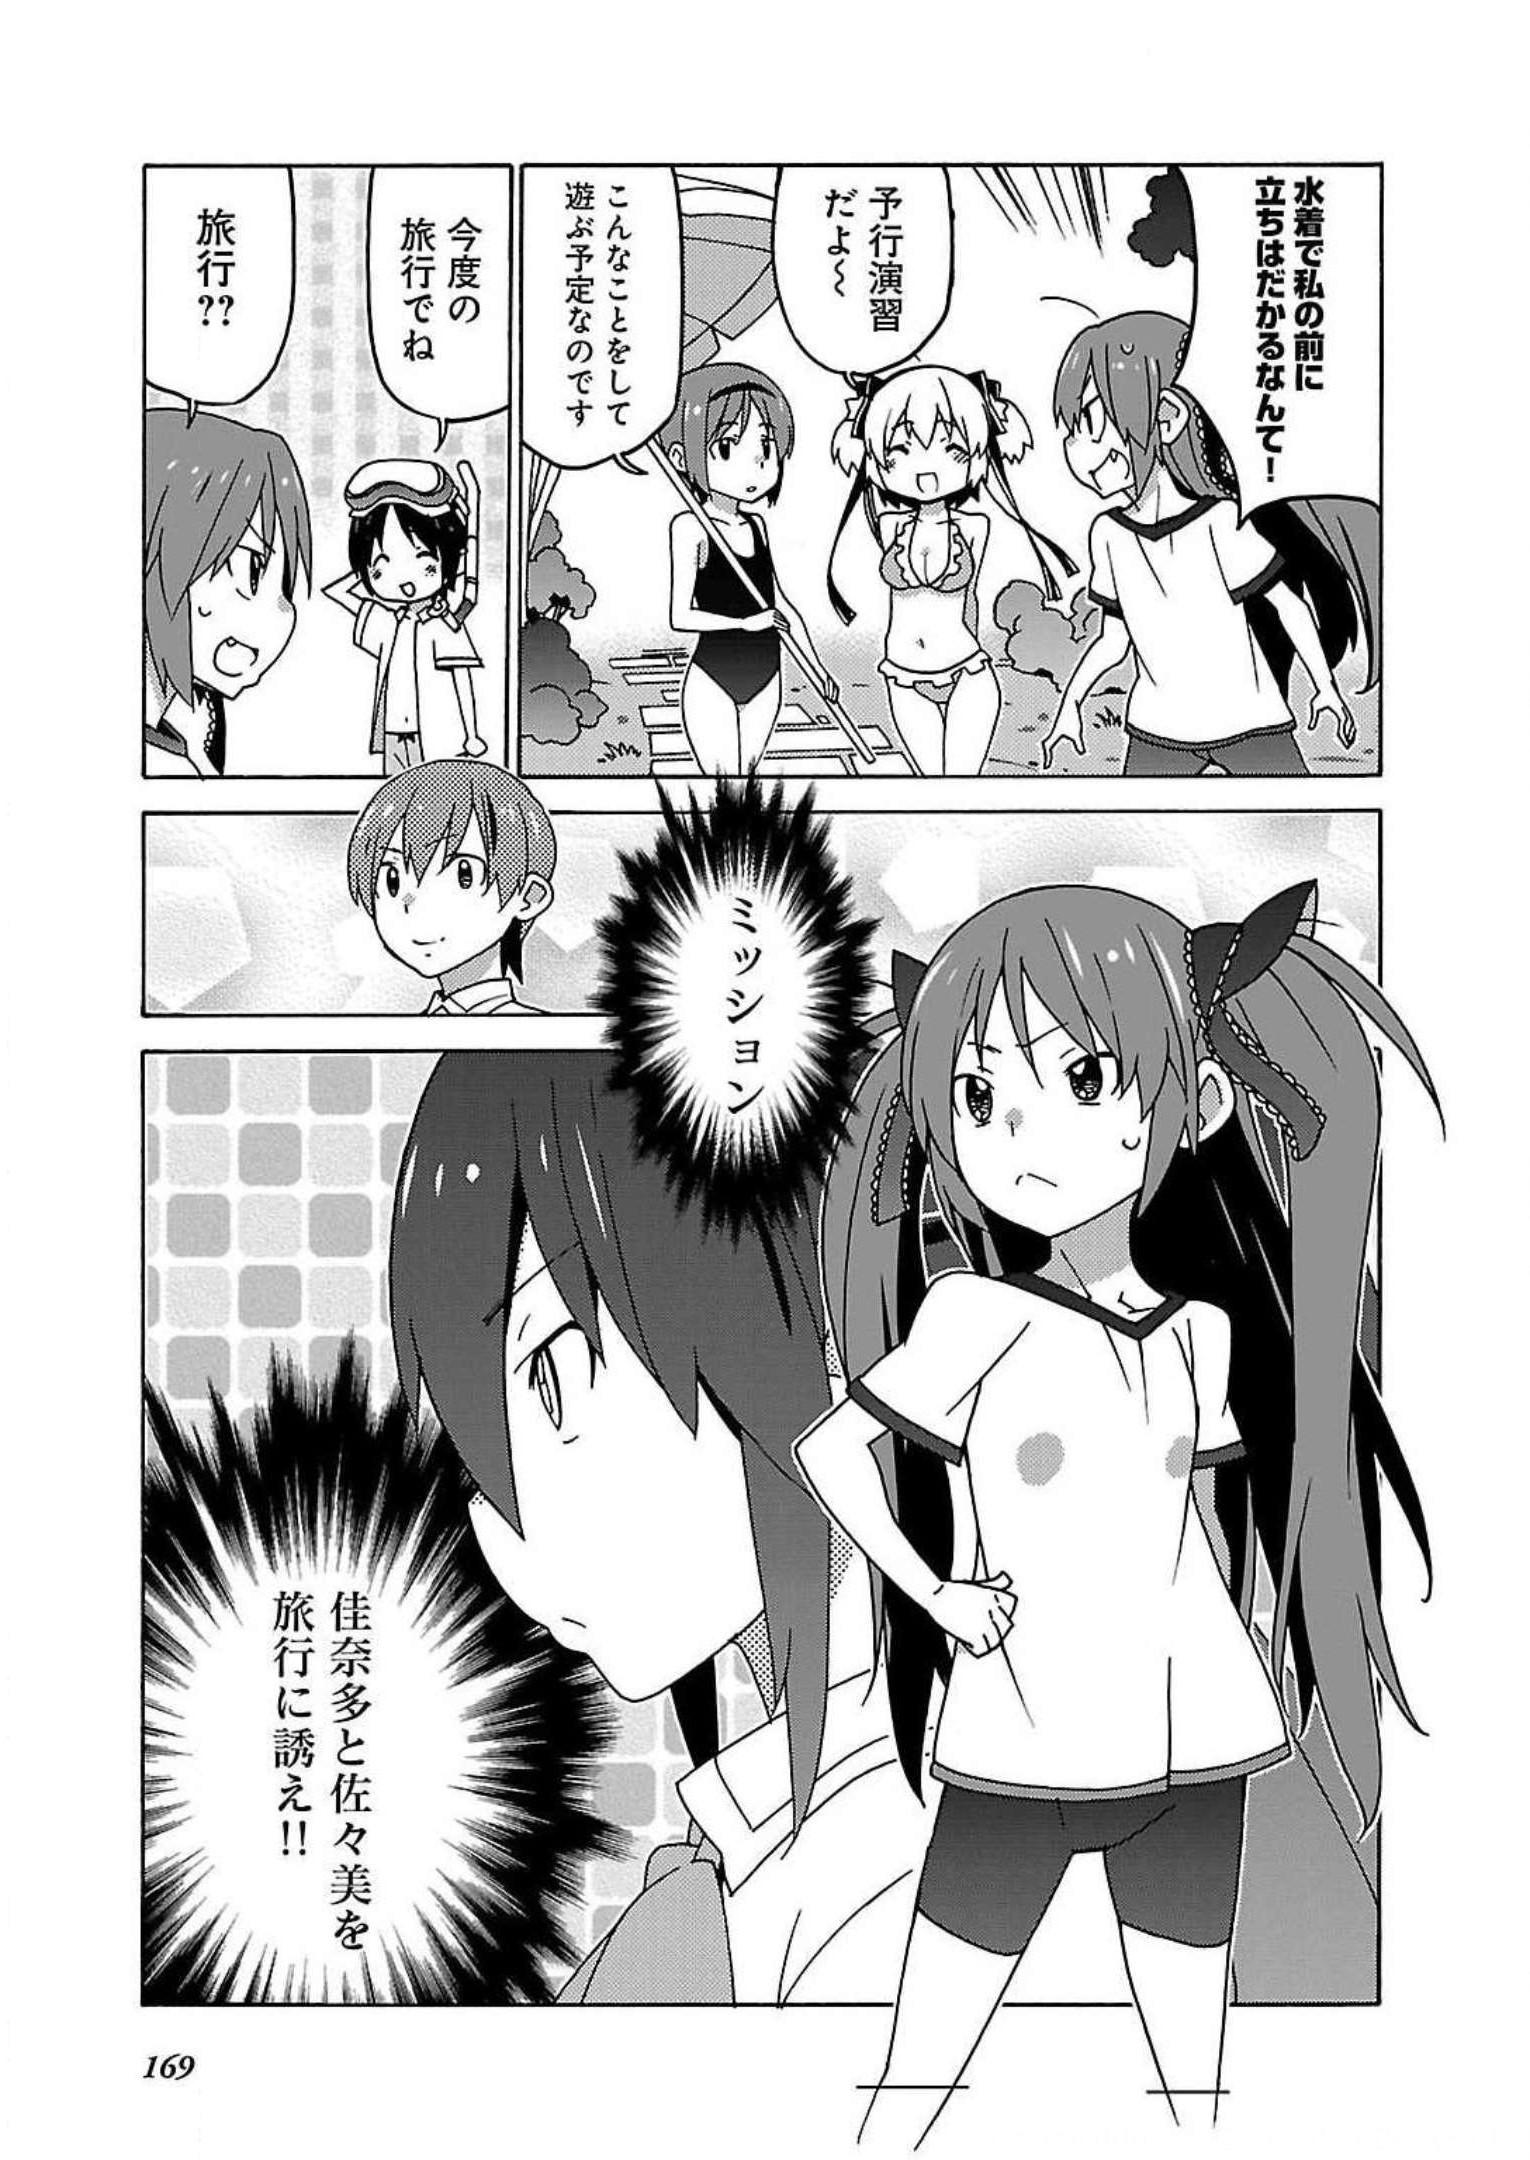 水着で私の前に
立ちはだかるなんて!
予行演習
だよ〜
こんなことをして
遊ぶ予定なのです
今度の
旅行でね
旅行??
ミッション
佳奈多と佐々美を
旅行に誘え!!
169